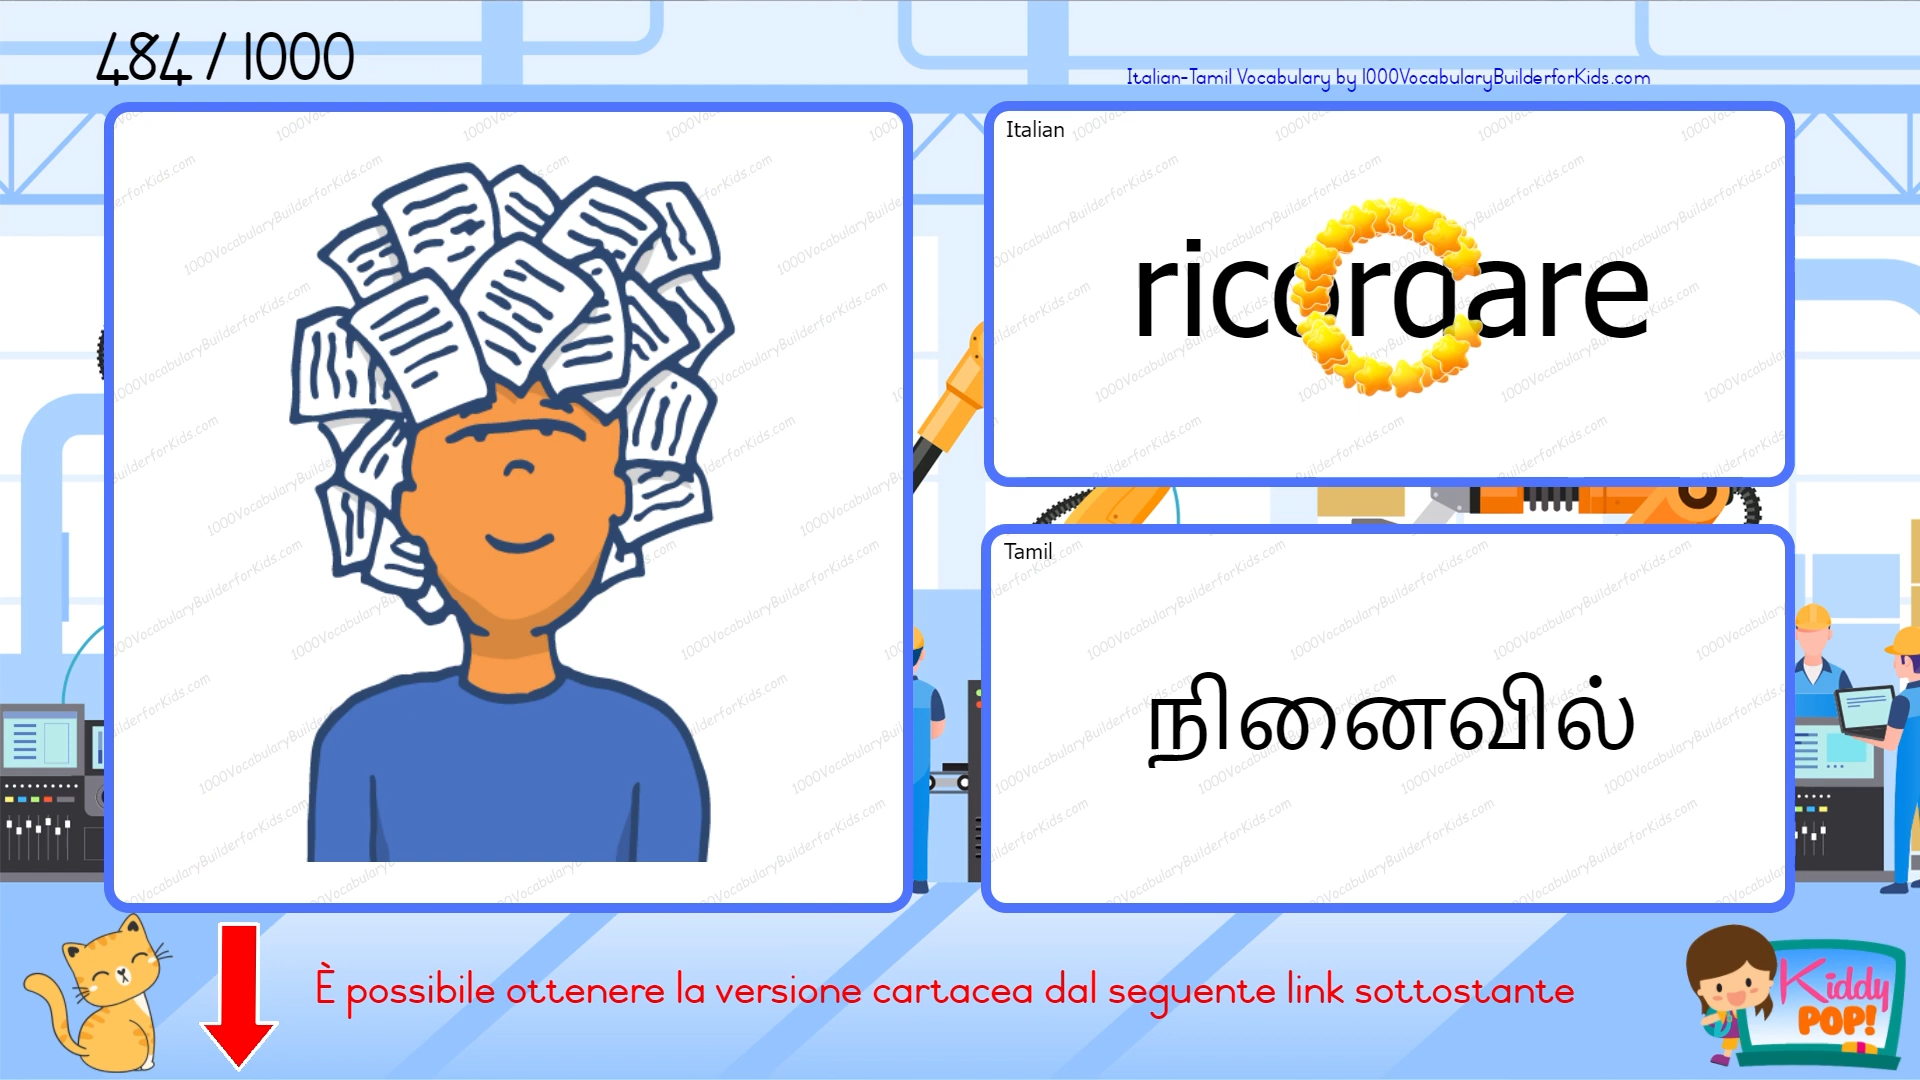 484 / 1000
Italian-Tamil Vocabulary by 1000VocabularyBuilderforKids.com
Italian
ricordare
Tamil
நினைவில்
È possibile ottenere la versione cartacea dal seguente link sottostante
Kiddy
POP!